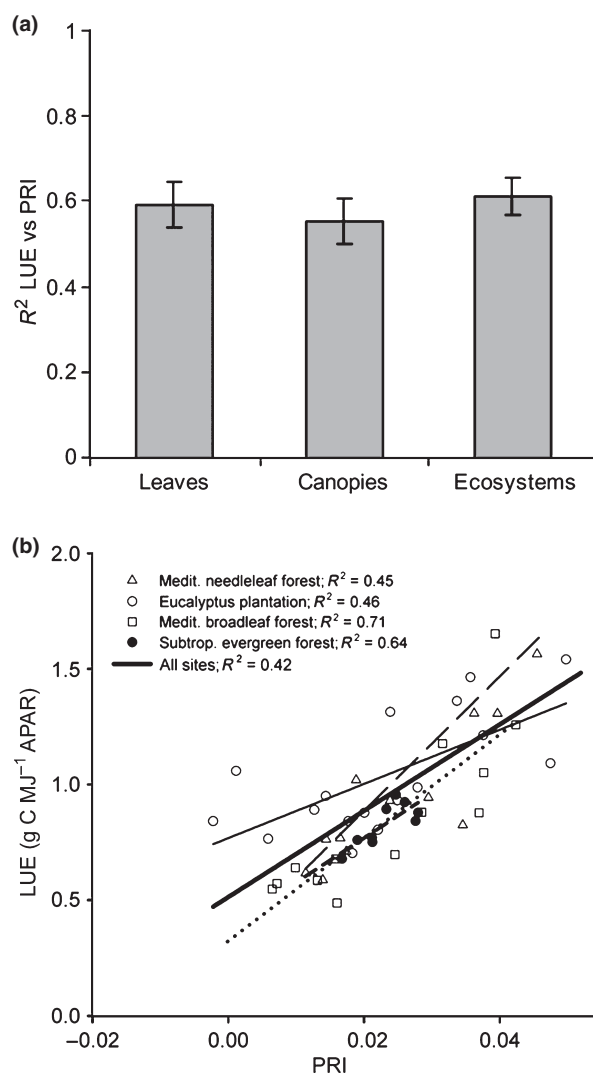 (a)
1
0.8
0.6
0.4
0.2
0
R² LUE vs PRI
Leaves Canopies Ecosystems
(b)
2.0
1.5
1.0
0.5
0.0
LUE (g C MJ⁻¹ APAR)
Medit. needleleaf forest; R² = 0.45
Eucalyptus plantation; R² = 0.46
Medit. broadleaf forest; R² = 0.71
Subtrop. evergreen forest; R² = 0.64
All sites; R² = 0.42
−0.02 0.00 0.02 0.04
PRI